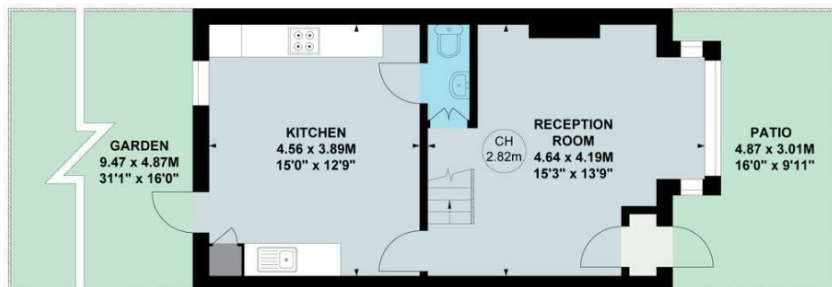 GARDEN
9.47 x 4.87M
31'1" x 16'0"
KITCHEN
4.56 x 3.89M
15'0" x 12'9"
CH
2.82m
RECEPTION
ROOM
4.64 x 4.19M
15'3" x 13'9"
PATIO
4.87 x 3.01M
16'0" x 9'11"